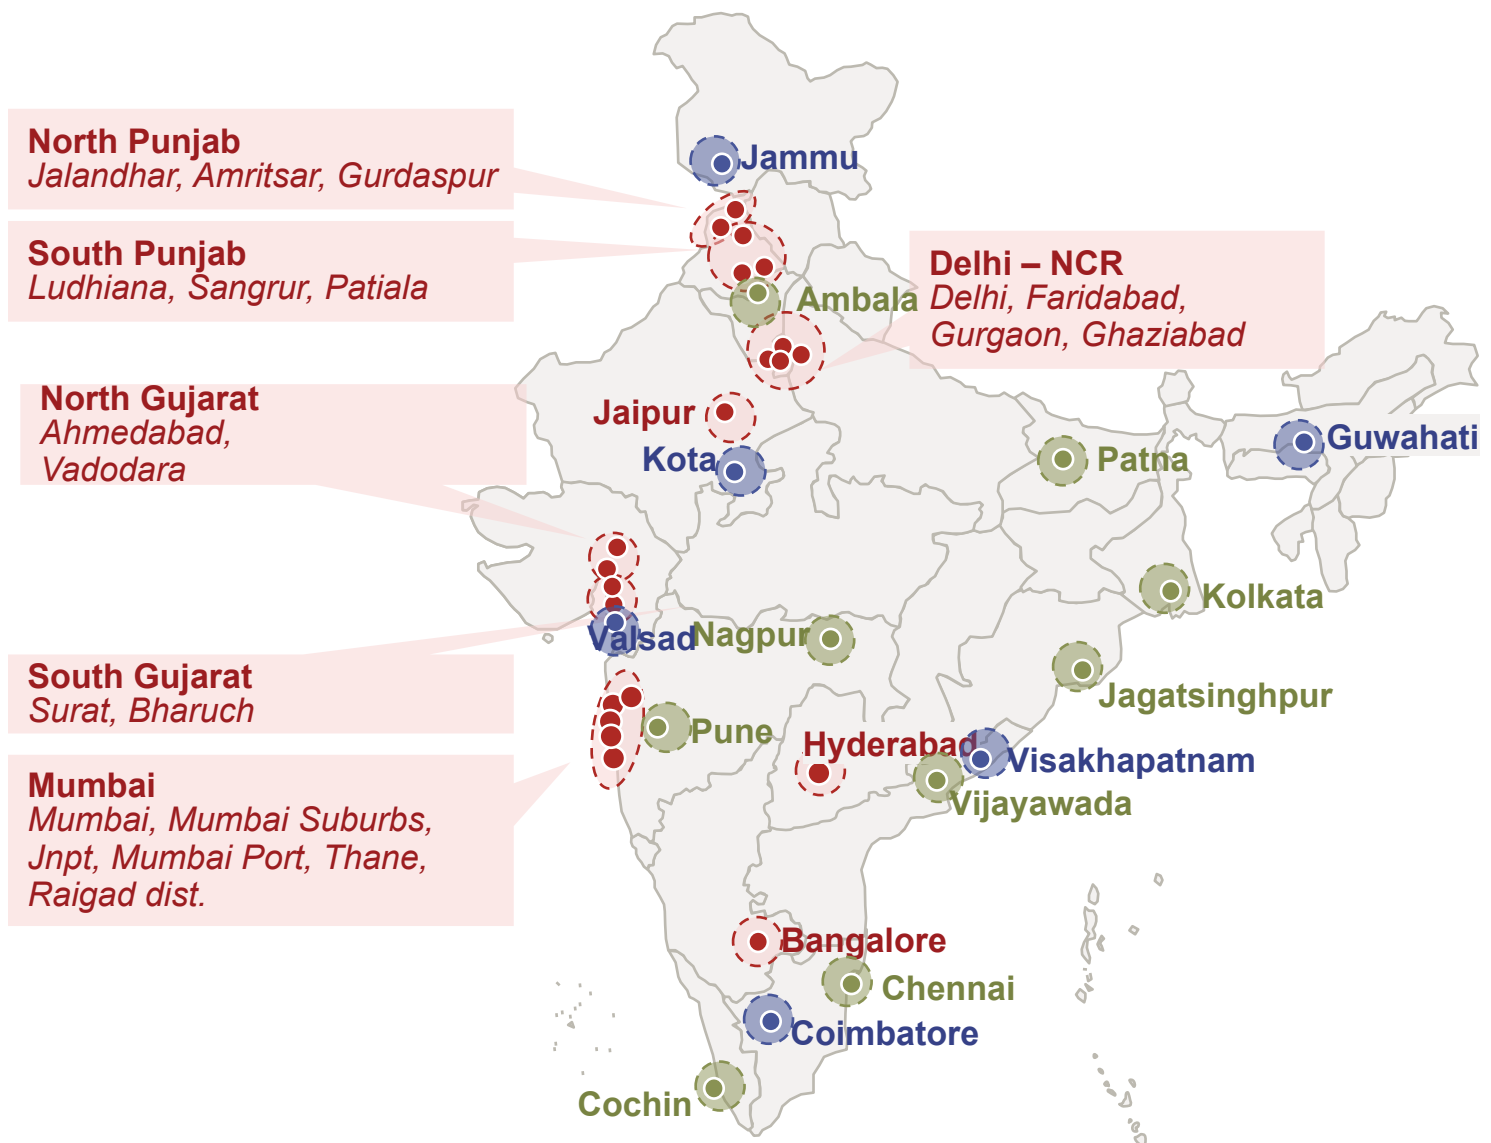 Jammu
North Punjab
Jalandhar, Amritsar, Gurdaspur
South Punjab
Ludhiana, Sangrur, Patiala
Delhi – NCR
Delhi, Faridabad,
Gurgaon, Ghaziabad
Ambala
North Gujarat
Ahmedabad,
Vadodara
Jaipur
Kota
Patna
Guwahati
Kolkata
Valsad
Nagpur
South Gujarat
Surat, Bharuch
Jagatsinghpur
Pune
Hyderabad
Visakhapatnam
Vijayawada
Mumbai
Mumbai, Mumbai Suburbs,
Jnpt, Mumbai Port, Thane,
Raigad dist.
Bangalore
Chennai
Coimbatore
Cochin